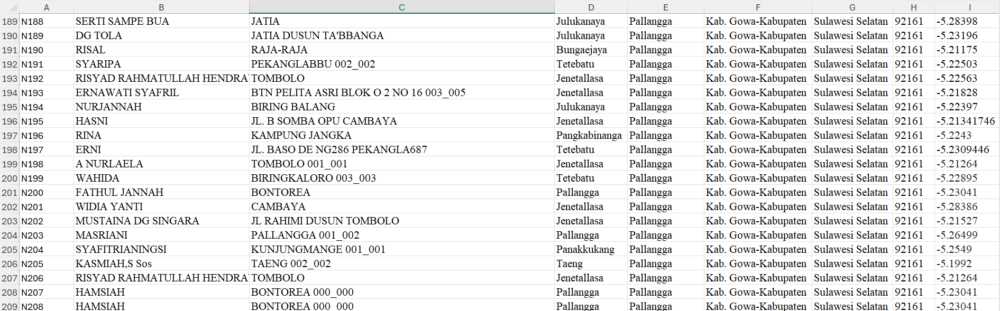 A B C D E F G H I
189 N188 SERTI SAMPE BUA JATIA Julukanaya Pallangga Kab. Gowa-Kabupaten Sulawesi Selatan 92161 -5.28398
190 N189 DG TOLA JATIA DUSUN TA'BBANGA Julukanaya Pallangga Kab. Gowa-Kabupaten Sulawesi Selatan 92161 -5.23196
191 N190 RISAL RAJA-RAJA Bungaejaya Pallangga Kab. Gowa-Kabupaten Sulawesi Selatan 92161 -5.21175
192 N191 SYARIPA PEKANGLABBU 002_002 Tetebatu Pallangga Kab. Gowa-Kabupaten Sulawesi Selatan 92161 -5.22503
193 N192 RISYAD RAHMATULLAH HENDRA TOMBOLO Jenetallasa Pallangga Kab. Gowa-Kabupaten Sulawesi Selatan 92161 -5.22563
194 N193 ERNAWATI SYAFRIL BTN PELITA ASRI BLOK O 2 NO 16 003_005 Jenetallasa Pallangga Kab. Gowa-Kabupaten Sulawesi Selatan 92161 -5.21828
195 N194 NURJANNAH BIRING BALANG Julukanaya Pallangga Kab. Gowa-Kabupaten Sulawesi Selatan 92161 -5.22397
196 N195 HASNI JL. B SOMBA OPU CAMBAYA Jenetallasa Pallangga Kab. Gowa-Kabupaten Sulawesi Selatan 92161 -5.21341746
197 N196 RINA KAMPUNG JANGKA Pangkabinanga Pallangga Kab. Gowa-Kabupaten Sulawesi Selatan 92161 -5.2243
198 N197 ERNI JL. BASO DE NG286 PEKANGLA687 Tetebatu Pallangga Kab. Gowa-Kabupaten Sulawesi Selatan 92161 -5.2309446
199 N198 A NURLAELA TOMBOLO 001_001 Jenetallasa Pallangga Kab. Gowa-Kabupaten Sulawesi Selatan 92161 -5.21264
200 N199 WAHIDA BIRINGKALORO 003_003 Tetebatu Pallangga Kab. Gowa-Kabupaten Sulawesi Selatan 92161 -5.22895
201 N200 FATHUL JANNAH BONTOREA Pallangga Pallangga Kab. Gowa-Kabupaten Sulawesi Selatan 92161 -5.23041
202 N201 WIDIA YANTI CAMBAYA Jenetallasa Pallangga Kab. Gowa-Kabupaten Sulawesi Selatan 92161 -5.28386
203 N202 MUSTAINA DG SINGARA JL RAHIMI DUSUN TOMBOLO Jenetallasa Pallangga Kab. Gowa-Kabupaten Sulawesi Selatan 92161 -5.21527
204 N203 MASRIANI PALLANGGA 001_002 Pallangga Pallangga Kab. Gowa-Kabupaten Sulawesi Selatan 92161 -5.26499
205 N204 SYAFITRIANINGSI KUNJUNGMANGE 001_001 Panakkukang Pallangga Kab. Gowa-Kabupaten Sulawesi Selatan 92161 -5.2549
206 N205 KASMIAH,S Sos TAENG 002_002 Taeng Pallangga Kab. Gowa-Kabupaten Sulawesi Selatan 92161 -5.1992
207 N206 RISYAD RAHMATULLAH HENDRA TOMBOLO Jenetallasa Pallangga Kab. Gowa-Kabupaten Sulawesi Selatan 92161 -5.21264
208 N207 HAMSIAH BONTOREA 000_000 Pallangga Pallangga Kab. Gowa-Kabupaten Sulawesi Selatan 92161 -5.23041
209 N208 HAMSIAH BONTOREA 000_000 Pallangga Pallangga Kab. Gowa-Kabupaten Sulawesi Selatan 92161 -5.23041